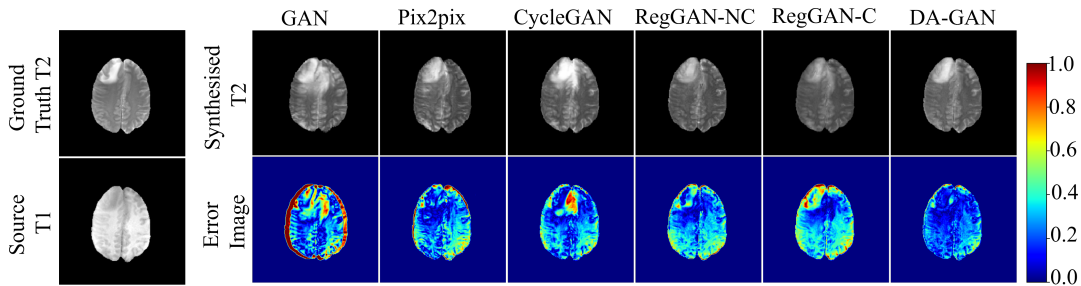 GAN
Pix2pix
CycleGAN
RegGAN-NC
RegGAN-C
DA-GAN
Ground
Truth T2
Synthesised
T2
Source
T1
Error
Image
1.0
0.8
0.6
0.4
0.2
0.0